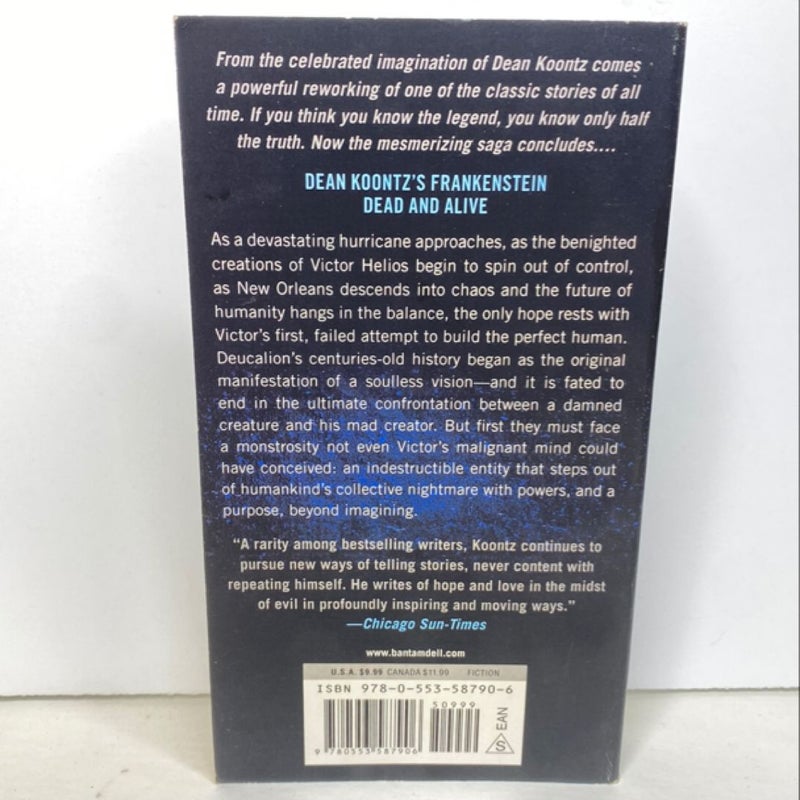 From the celebrated imagination of Dean Koontz comes
a powerful reworking of one of the classic stories of all
time. If you think you know the legend, you know only half
the truth. Now the mesmerizing saga concludes....
DEAN KOONTZ'S FRANKENSTEIN
DEAD AND ALIVE
As a devastating hurricane approaches, as the benighted
creations of Victor Helios begin to spin out of control,
as New Orleans descends into chaos and the future of
humanity hangs in the balance, the only hope rests with
Victor's first, failed attempt to build the perfect human.
Deucalion's centuries-old history began as the original
manifestation of a soulless vision—and it is fated to
end in the ultimate confrontation between a damned
creature and his mad creator. But first they must face
a monstrosity not even Victor's malignant mind could
have conceived: an indestructible entity that steps out
of humankind's collective nightmare with powers, and a
purpose, beyond imagining.
"A rarity among bestselling writers, Koontz continues to
pursue new ways of telling stories, never content with
repeating himself. He writes of hope and love in the midst
of evil in profoundly inspiring and moving ways."
—Chicago Sun-Times
www.bantamdell.com
U.S.A. $9.99 CANADA $11.99 FICTION
ISBN 978-0-553-58790-6
50999
9 780553 587906
S EAN